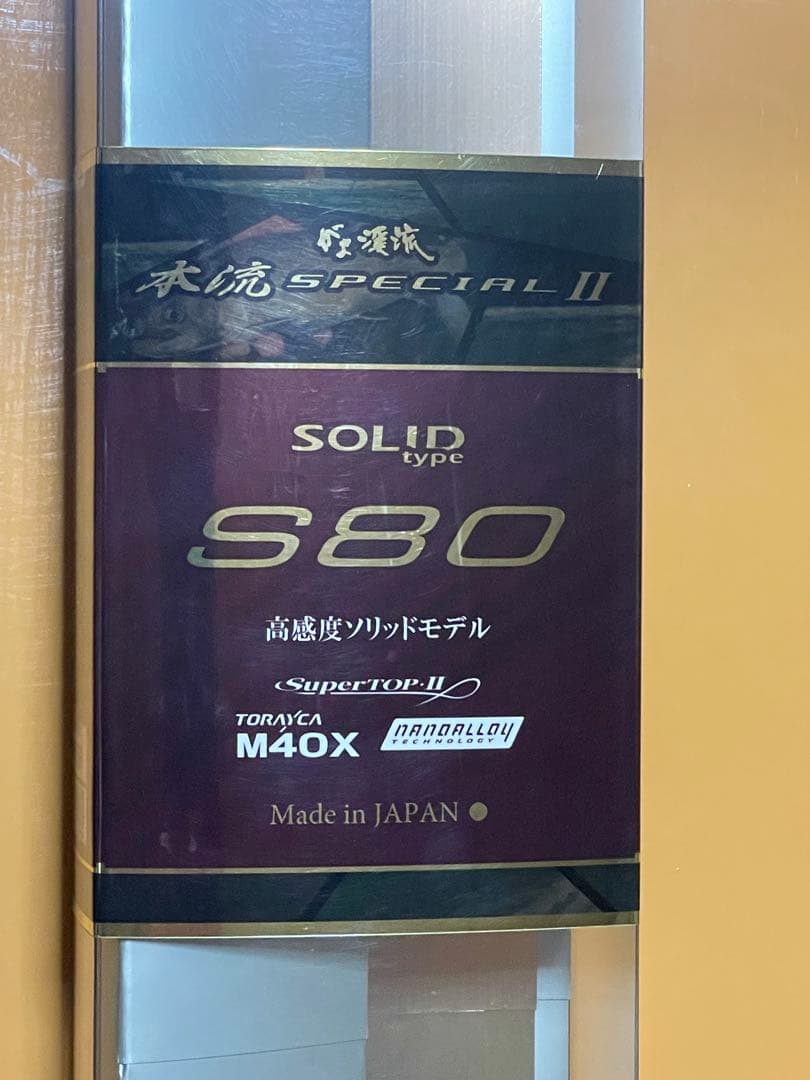 がま渓流
本流 SPECIAL II
SOLID
type
S80
高感度ソリッドモデル
SuperTOP·II
TORAYCA
M40X
NANOALLOY
TECHNOLOGY
Made in JAPAN